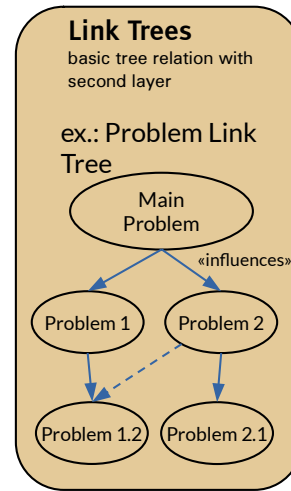 Link Trees
basic tree relation with
second layer
ex.: Problem Link
Tree
Main
Problem
«influences»
Problem 1
Problem 2
Problem 1.2
Problem 2.1